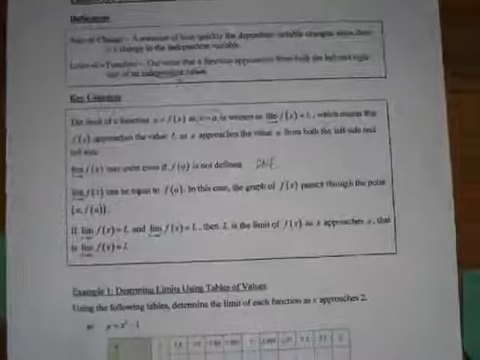 Definitions
Rate of Change – A measure of how quickly the dependent variable changes when there
is a change in the independent variable.
Limit of a Function – The value that a function approaches from both the left and right
side of an independent value.
Key Concepts
The limit of a function y = f(x) at x = a, is written as lim f(x) = L, which means that
f(x) approaches the value L as x approaches the value a from both the left side and
lim f(x) may exist even if f(a) is not defined. DNE
lim f(x) can be equal to f(a). In this case, the graph of f(x) passes through the point
(a, f(a)).
If lim f(x) = L and lim f(x) = L, then L is the limit of f(x) as x approaches a, that
is lim f(x) = L
Example 1: Determining Limits Using Tables of Values
Using the following tables, determine the limit of each function as x approaches 2.
a) y = x² - 1